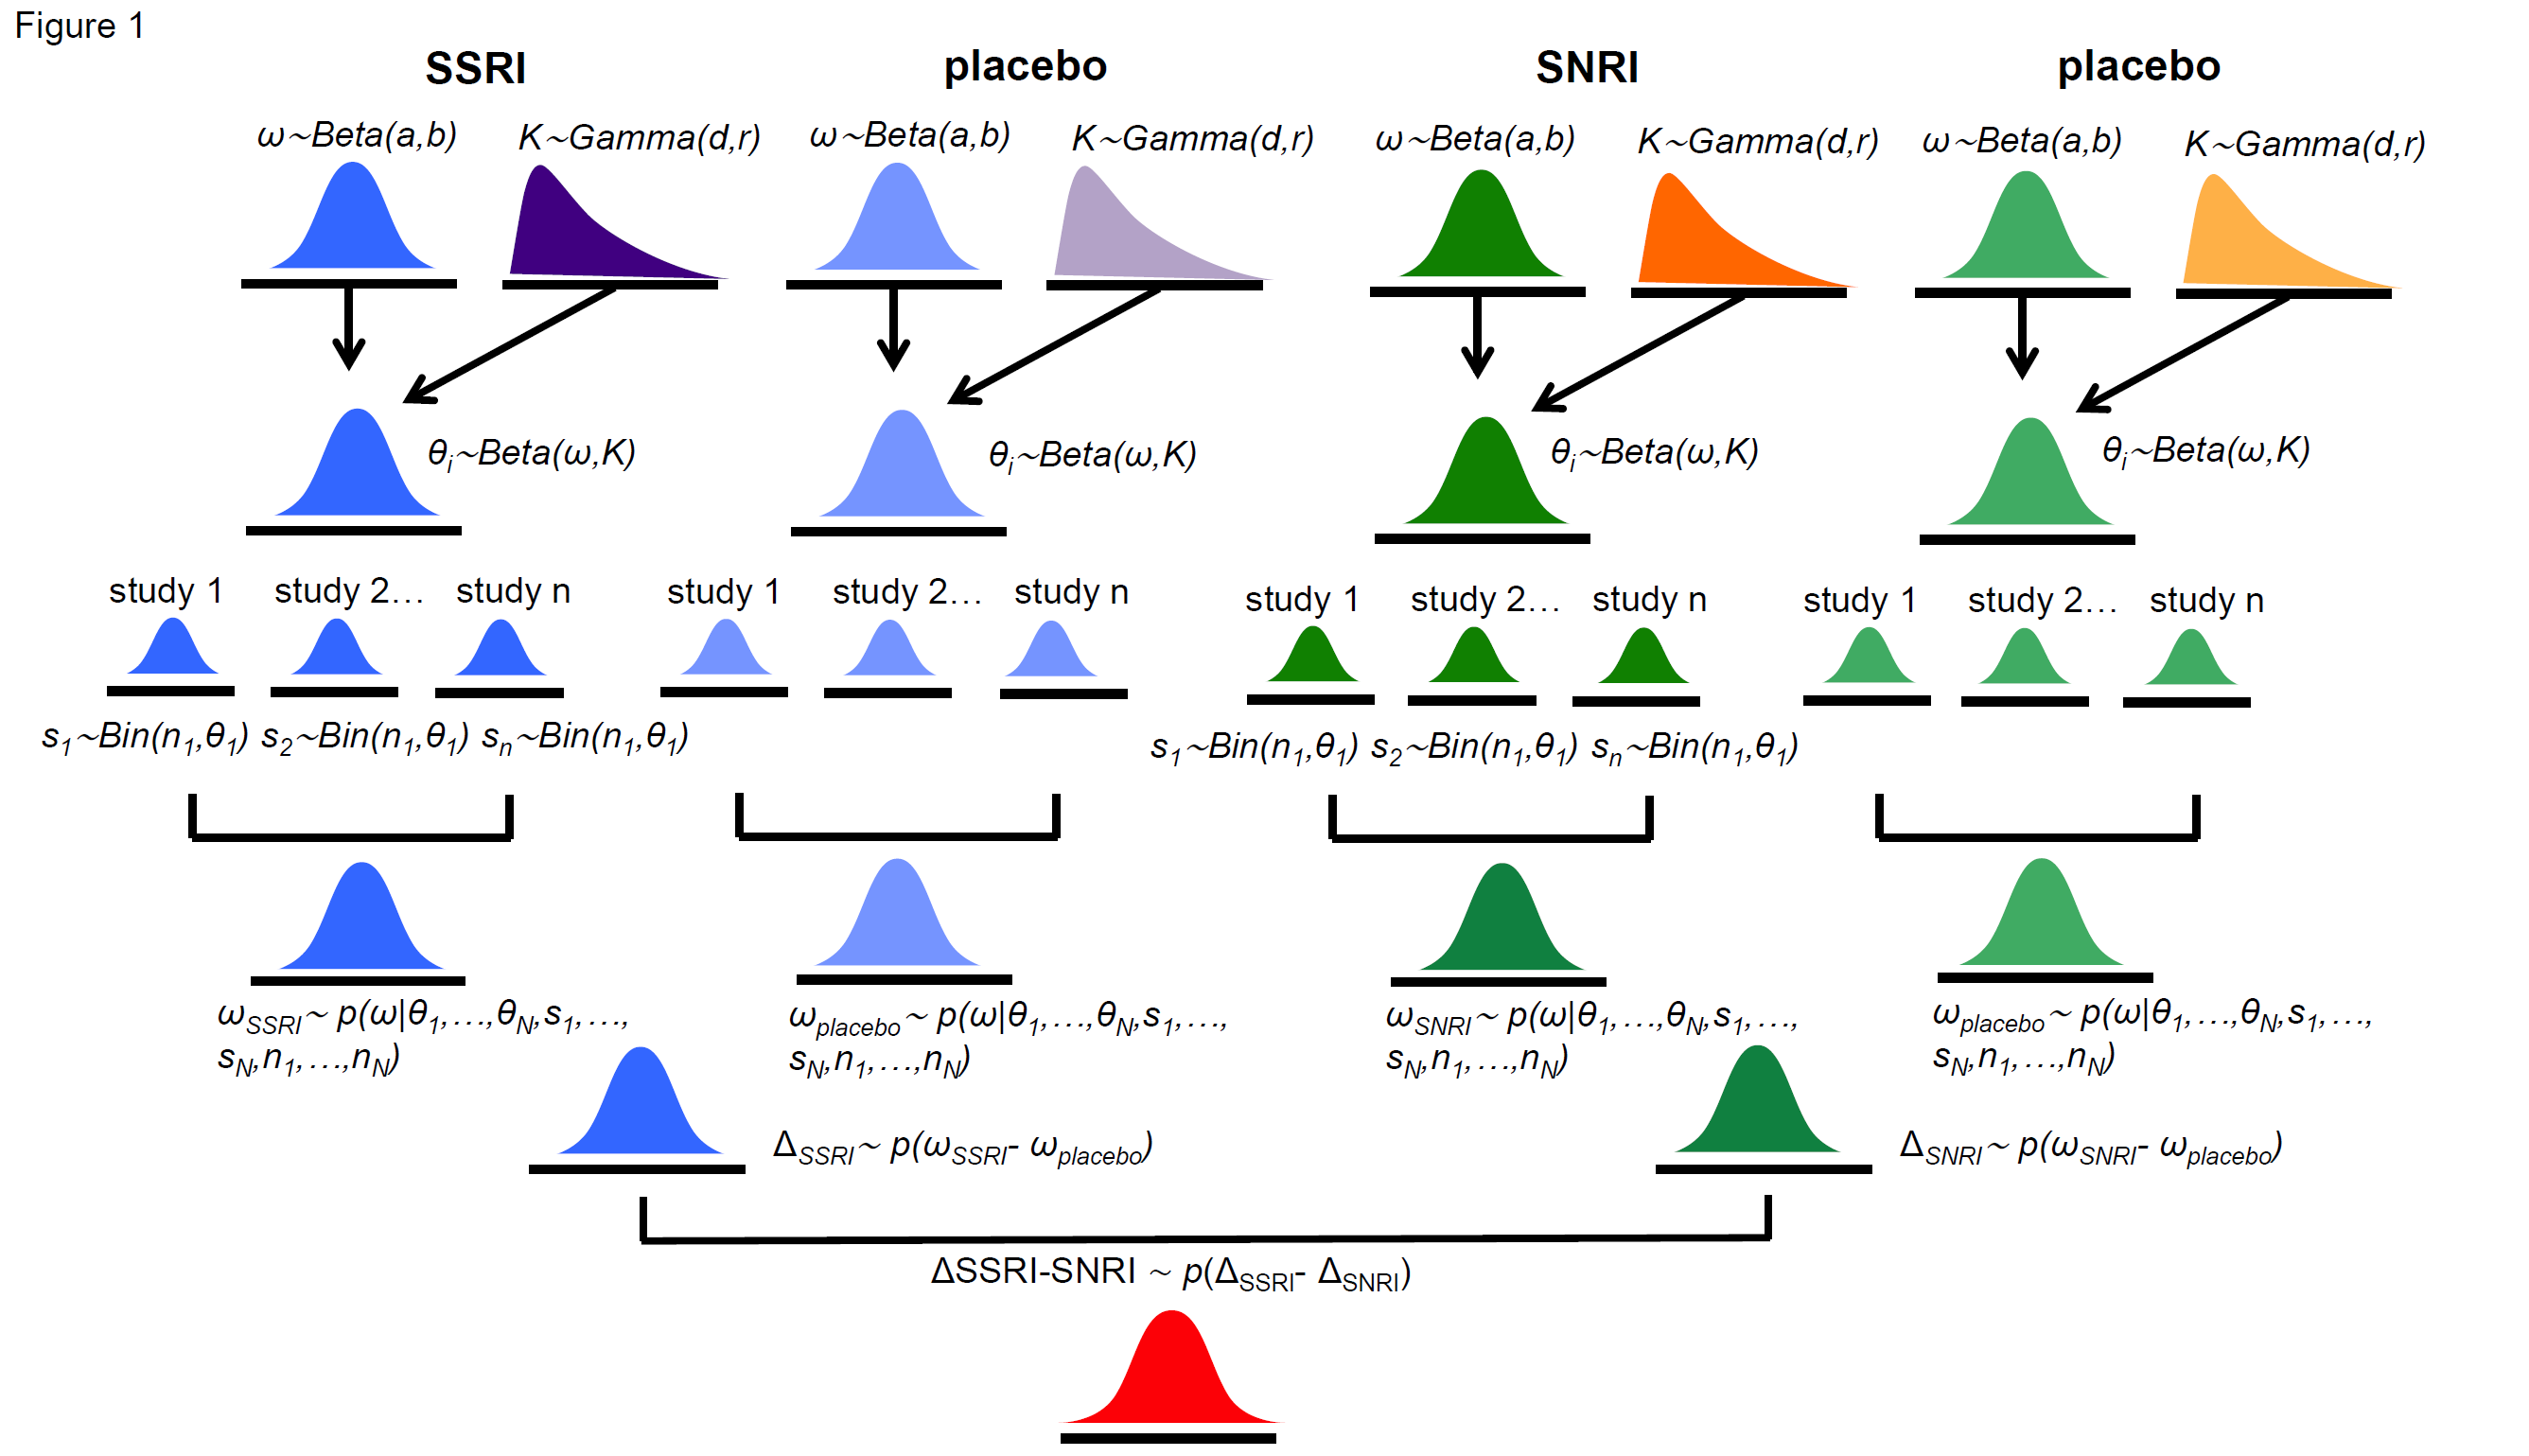 Figure 1
SSRI
placebo
SNRI
placebo
ω~Beta(a,b)
K~Gamma(d,r)
ω~Beta(a,b)
K~Gamma(d,r)
ω~Beta(a,b)
K~Gamma(d,r)
ω~Beta(a,b)
K~Gamma(d,r)
θi~Beta(ω,K)
θi~Beta(ω,K)
θi~Beta(ω,K)
θi~Beta(ω,K)
study 1 study 2… study n
study 1 study 2… study n
study 1 study 2… study n
study 1 study 2… study n
s1~Bin(n1,θ1) s2~Bin(n1,θ1) sn~Bin(n1,θ1)
s1~Bin(n1,θ1) s2~Bin(n1,θ1) sn~Bin(n1,θ1)
ωSSRI~ p(ω|θ1,…,θN,s1,…,
sN,n1,…,nN)
ωplacebo~ p(ω|θ1,…,θN,s1,…,
sN,n1,…,nN)
ωSNRI~ p(ω|θ1,…,θN,s1,…,
sN,n1,…,nN)
ωplacebo~ p(ω|θ1,…,θN,s1,…,
sN,n1,…,nN)
ΔSSRI~ p(ωSSRI- ωplacebo)
ΔSNRI~ p(ωSNRI- ωplacebo)
ΔSSRI-SNRI ~ p(ΔSSRI- ΔSNRI)